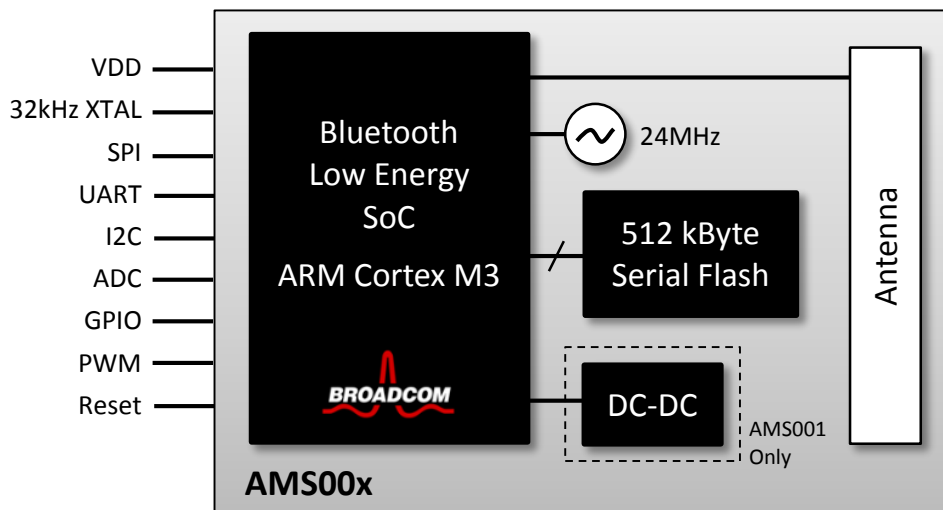 VDD
32kHz XTAL
SPI
UART
I2C
ADC
GPIO
PWM
Reset
Bluetooth
Low Energy
SoC
ARM Cortex M3
BROADCOM
24MHz
512 kByte
Serial Flash
DC-DC
AMS001
Only
Antenna
AMS00x